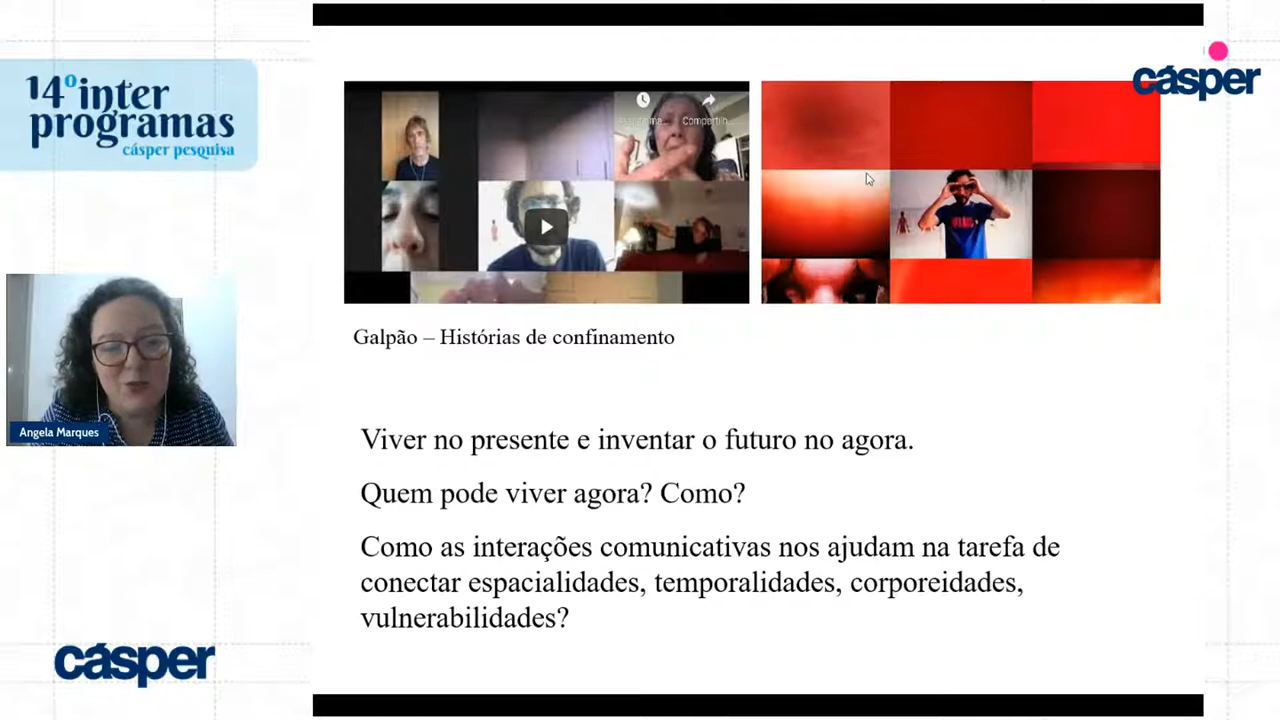 14º inter
programas
cásper pesquisa
cásper
Angela Marques
Galpão – Histórias de confinamento
Viver no presente e inventar o futuro no agora.
Quem pode viver agora? Como?
Como as interações comunicativas nos ajudam na tarefa de
conectar espacialidades, temporalidades, corporeidades,
vulnerabilidades?
cásper